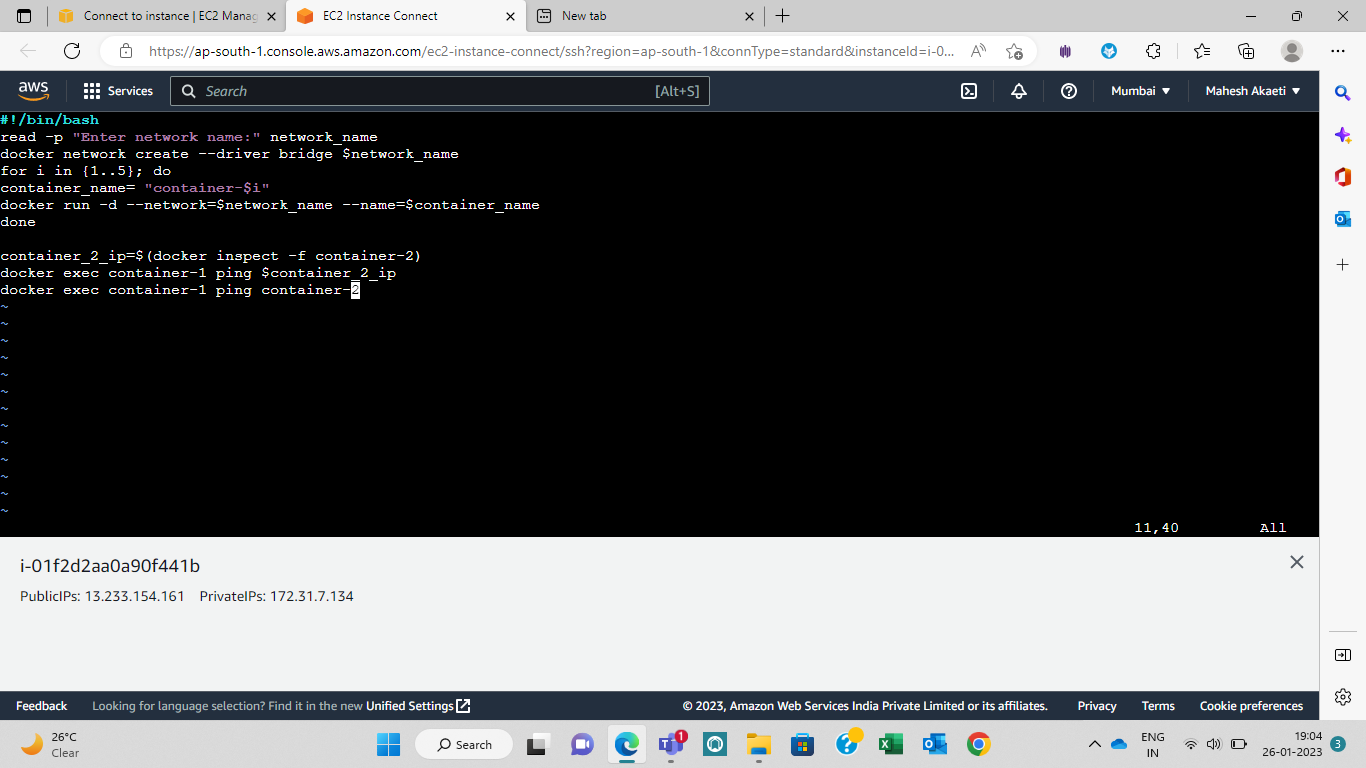 Connect to instance | EC2 Manag
EC2 Instance Connect
New tab
https://ap-south-1.console.aws.amazon.com/ec2-instance-connect/ssh?region=ap-south-1&connType=standard&instanceId=i-0...
aws
Services
Search
[Alt+S]
Mumbai
Mahesh Akaeti
#!/bin/bash
read -p "Enter network name:" network_name
docker network create --driver bridge $network_name
for i in {1..5}; do
container_name= "container-$i"
docker run -d --network=$network_name --name=$container_name
done
container_2_ip=$(docker inspect -f container-2)
docker exec container-1 ping $container_2_ip
docker exec container-1 ping container-2
~
~
~
~
~
~
~
~
~
~
~
~
~
11,40 All
i-01f2d2aa0a90f441b
PublicIPs: 13.233.154.161 PrivateIPs: 172.31.7.134
Feedback
Looking for language selection? Find it in the new Unified Settings
© 2023, Amazon Web Services India Private Limited or its affiliates.
Privacy
Terms
Cookie preferences
26°C
Clear
Search
1
ENG
IN
19:04
26-01-2023
3